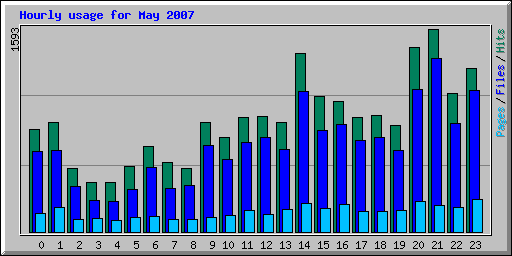 Hourly usage for May 2007
1593
Pages/Files/Hits
0 1 2 3 4 5 6 7 8 9 10 11 12 13 14 15 16 17 18 19 20 21 22 23